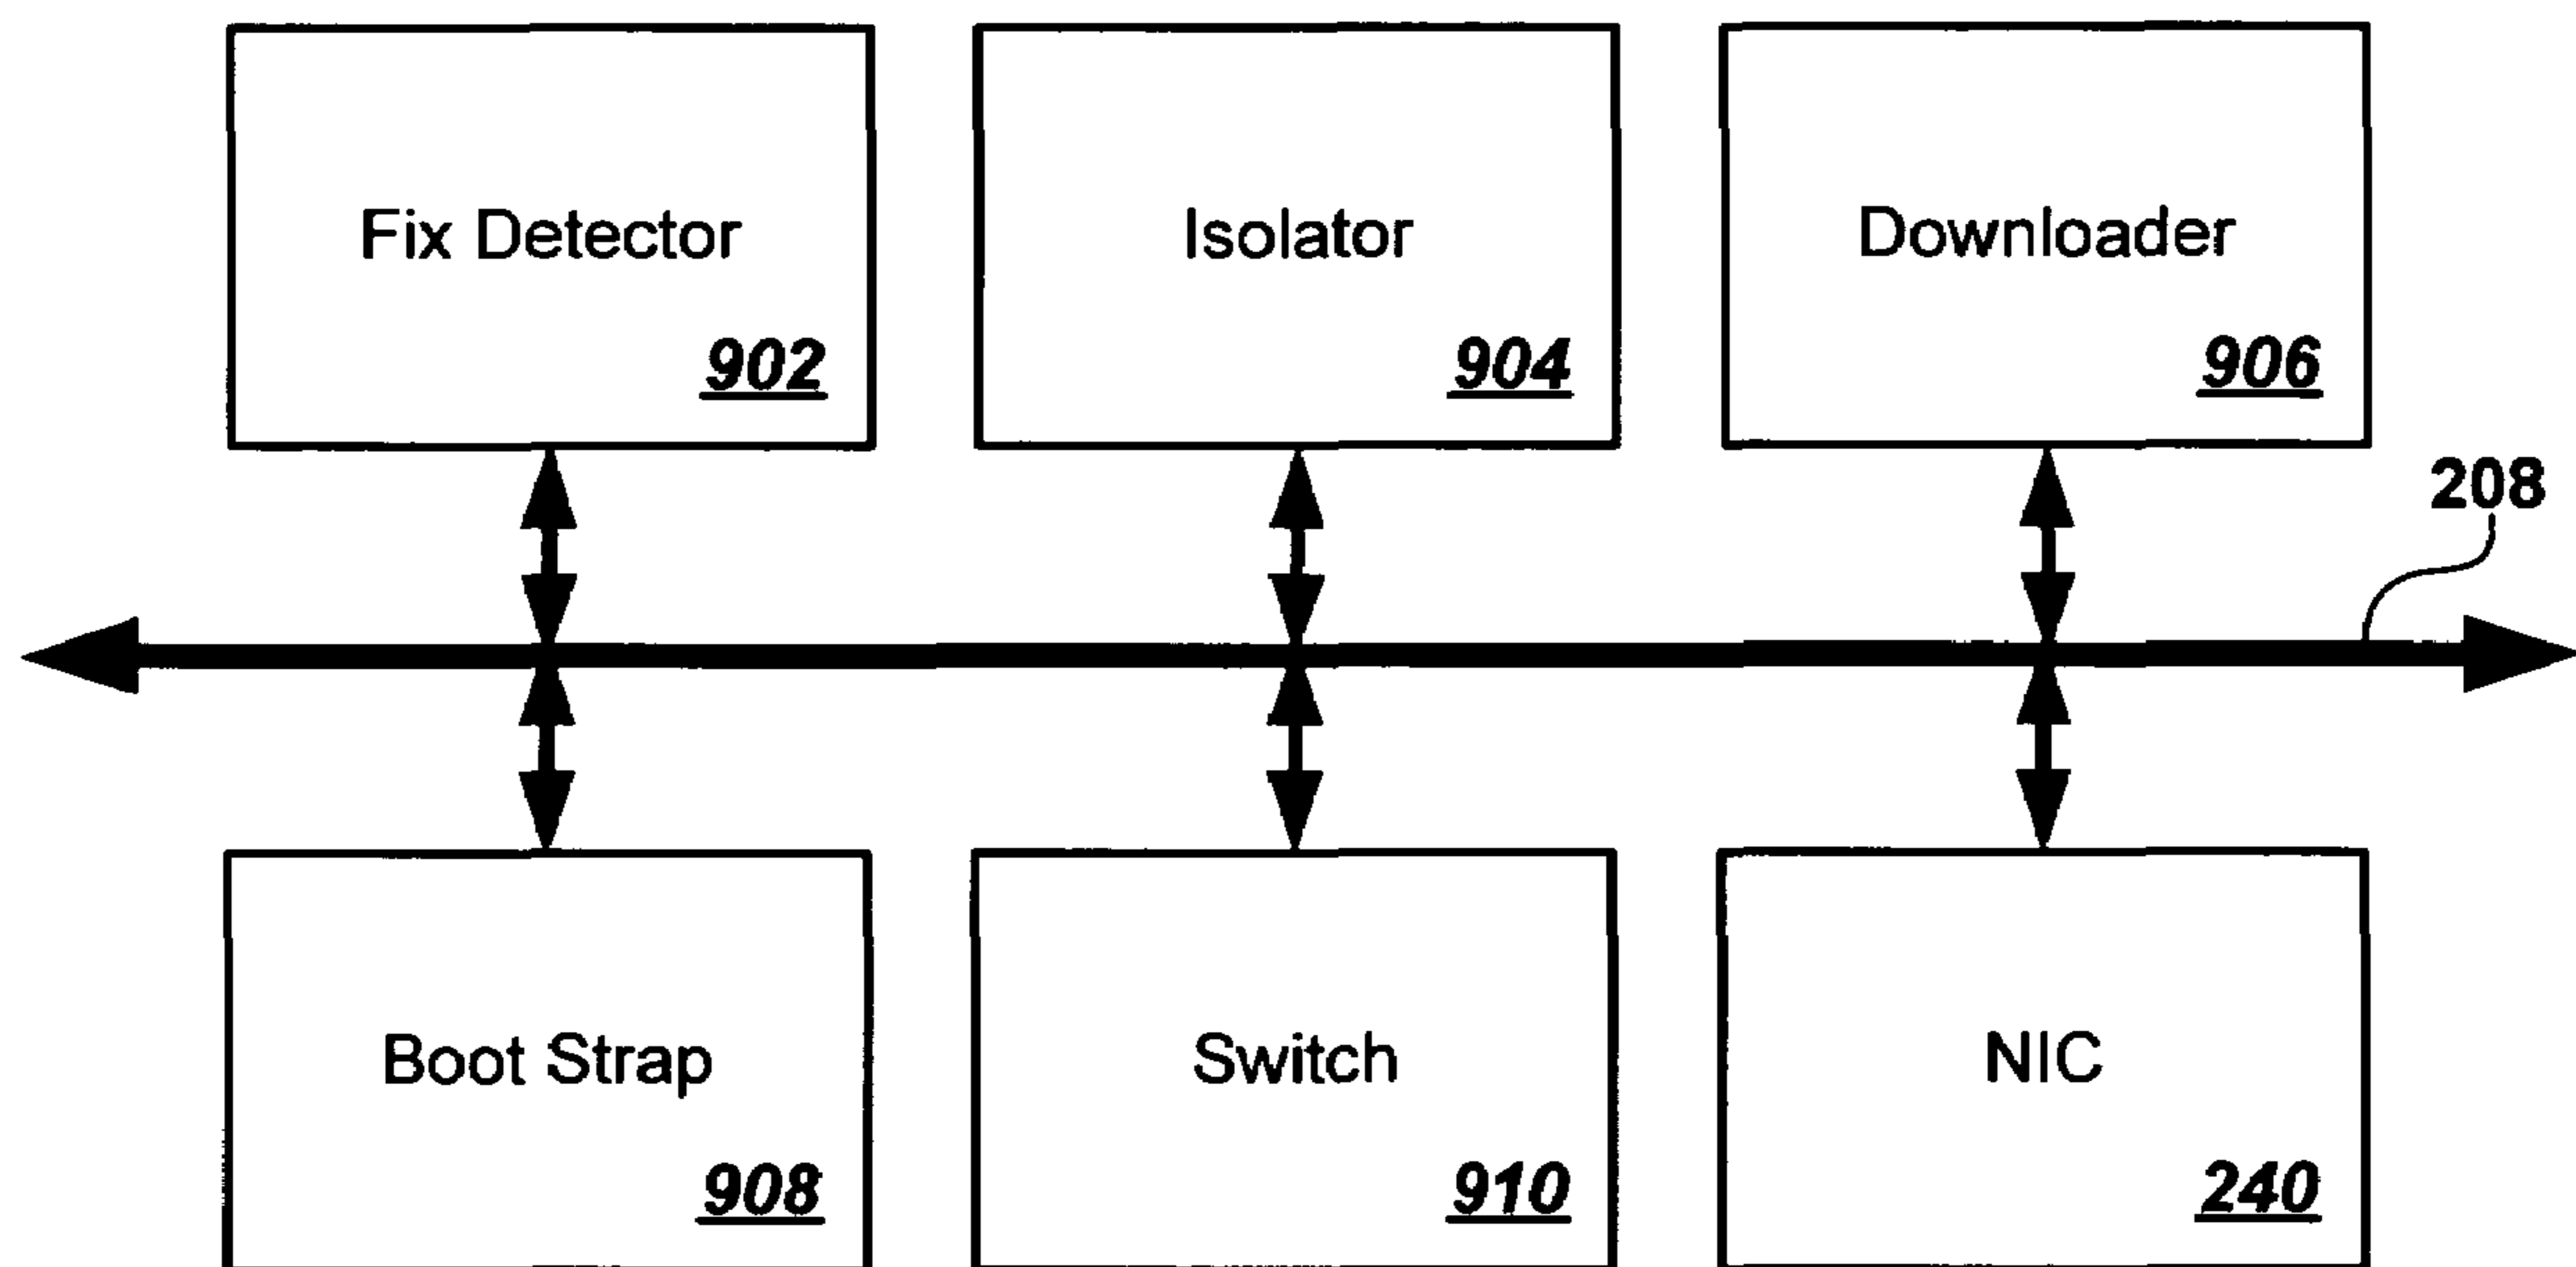 Fix Detector
902
Isolator
904
Downloader
906
208
Boot Strap
908
Switch
910
NIC
240